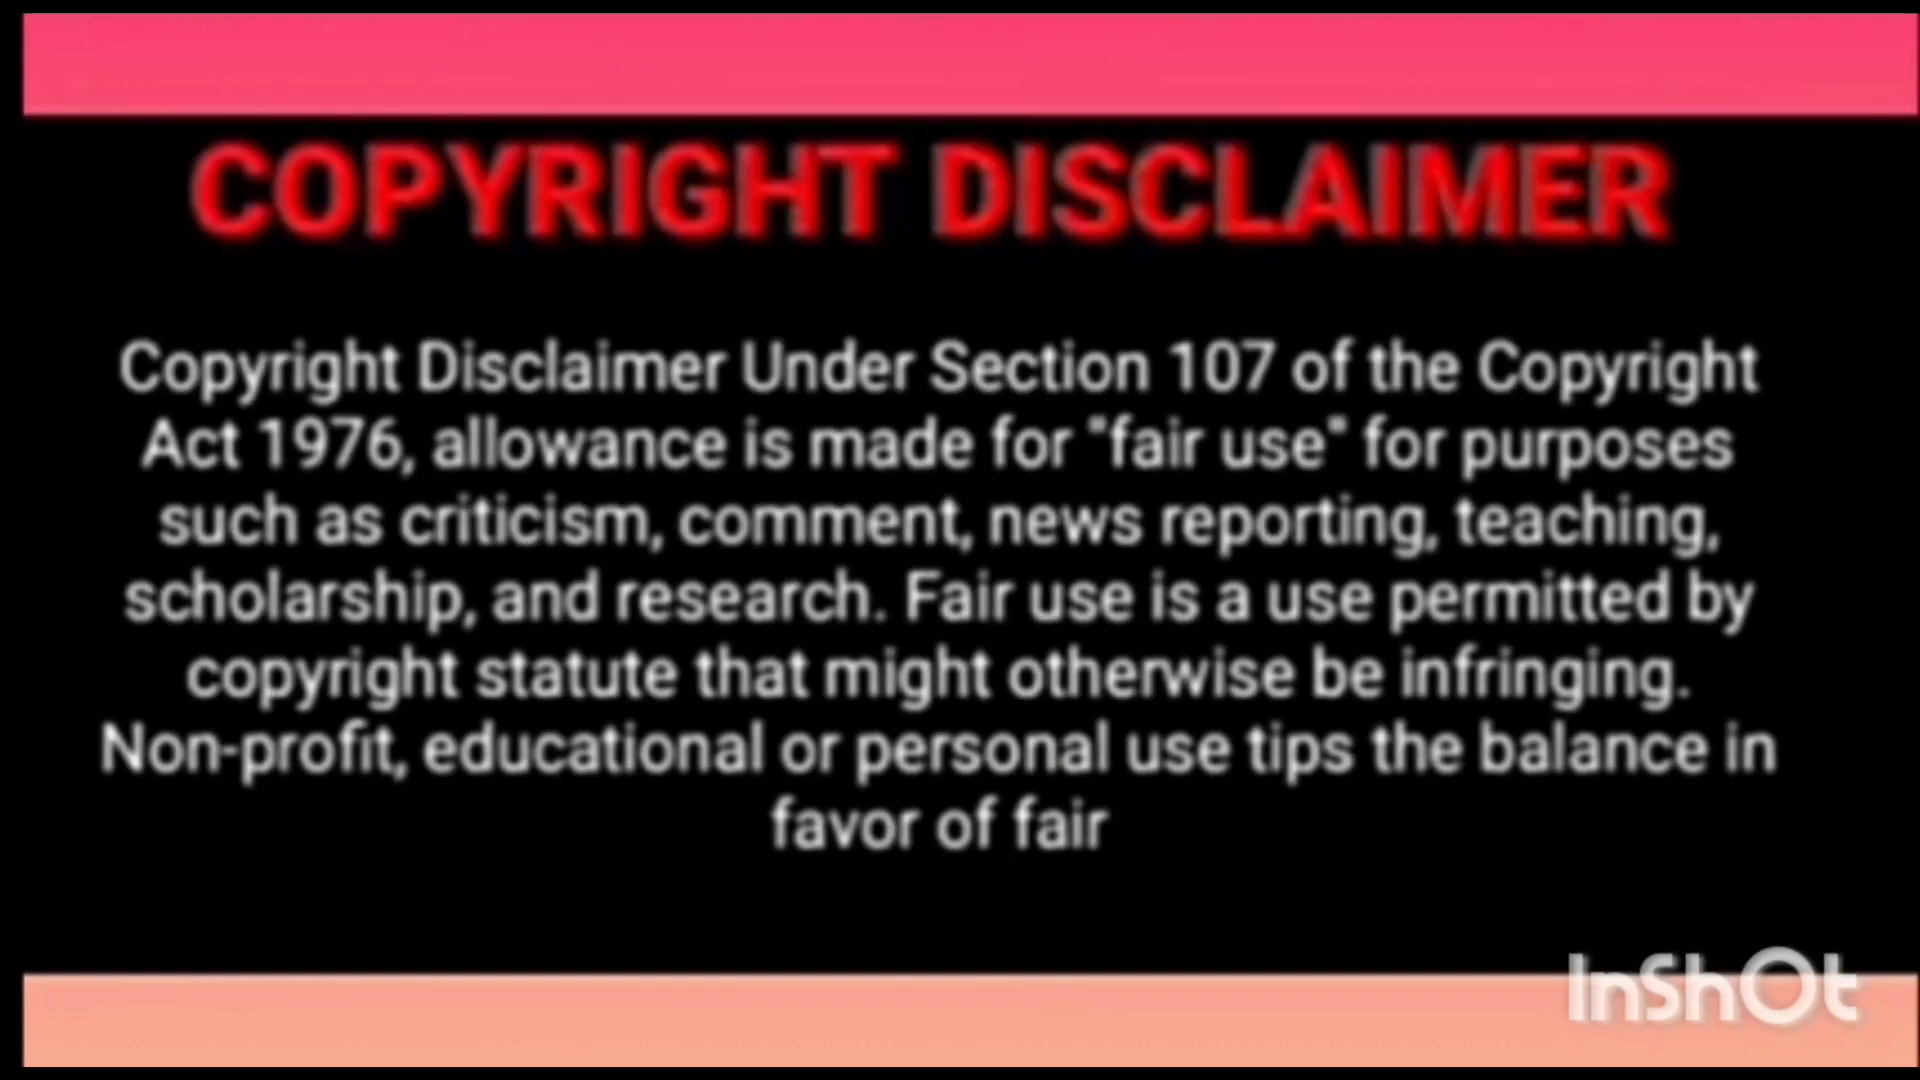 COPYRIGHT DISCLAIMER
Copyright Disclaimer Under Section 107 of the Copyright
Act 1976, allowance is made for "fair use" for purposes
such as criticism, comment, news reporting, teaching,
scholarship, and research. Fair use is a use permitted by
copyright statute that might otherwise be infringing.
Non-profit, educational or personal use tips the balance in
favor of fair
InShOt